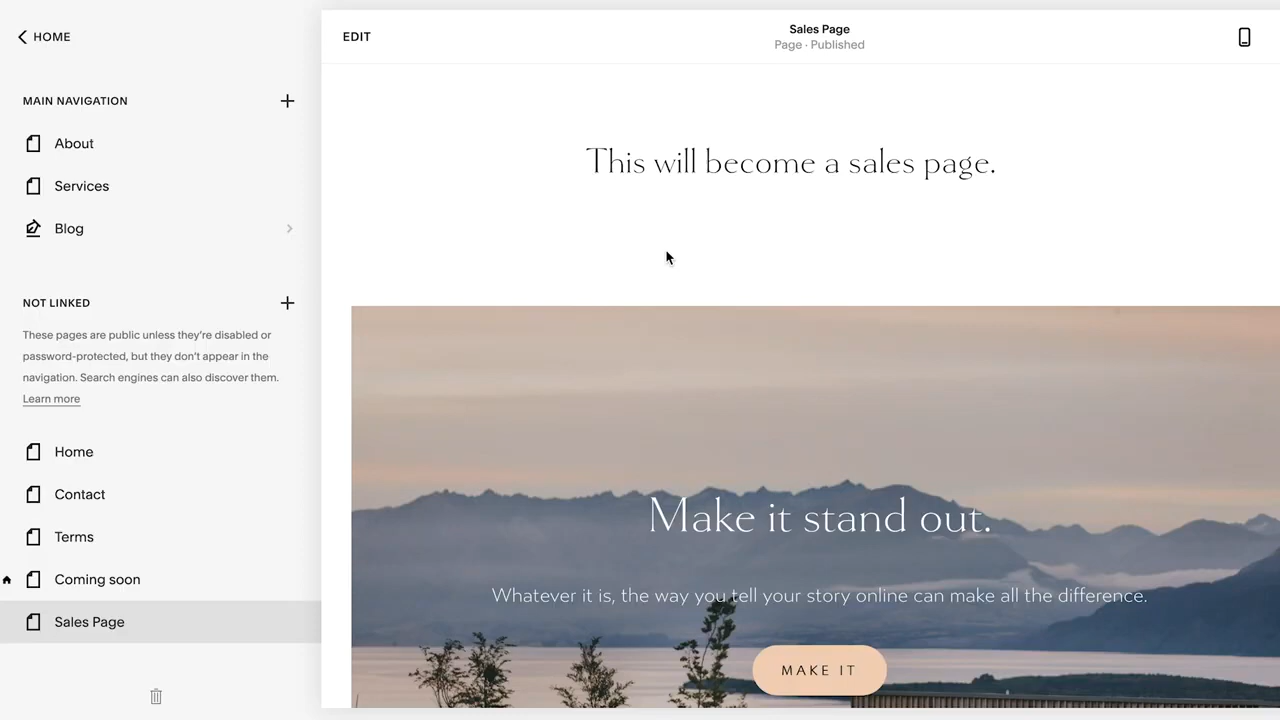 HOME
MAIN NAVIGATION
About
Services
Blog
NOT LINKED
These pages are public unless they're disabled or
password-protected, but they don't appear in the
navigation. Search engines can also discover them.
Learn more
Home
Contact
Terms
Coming soon
Sales Page
EDIT
Sales Page
Page · Published
This will become a sales page.
Make it stand out.
Whatever it is, the way you tell your story online can make all the difference.
MAKE IT